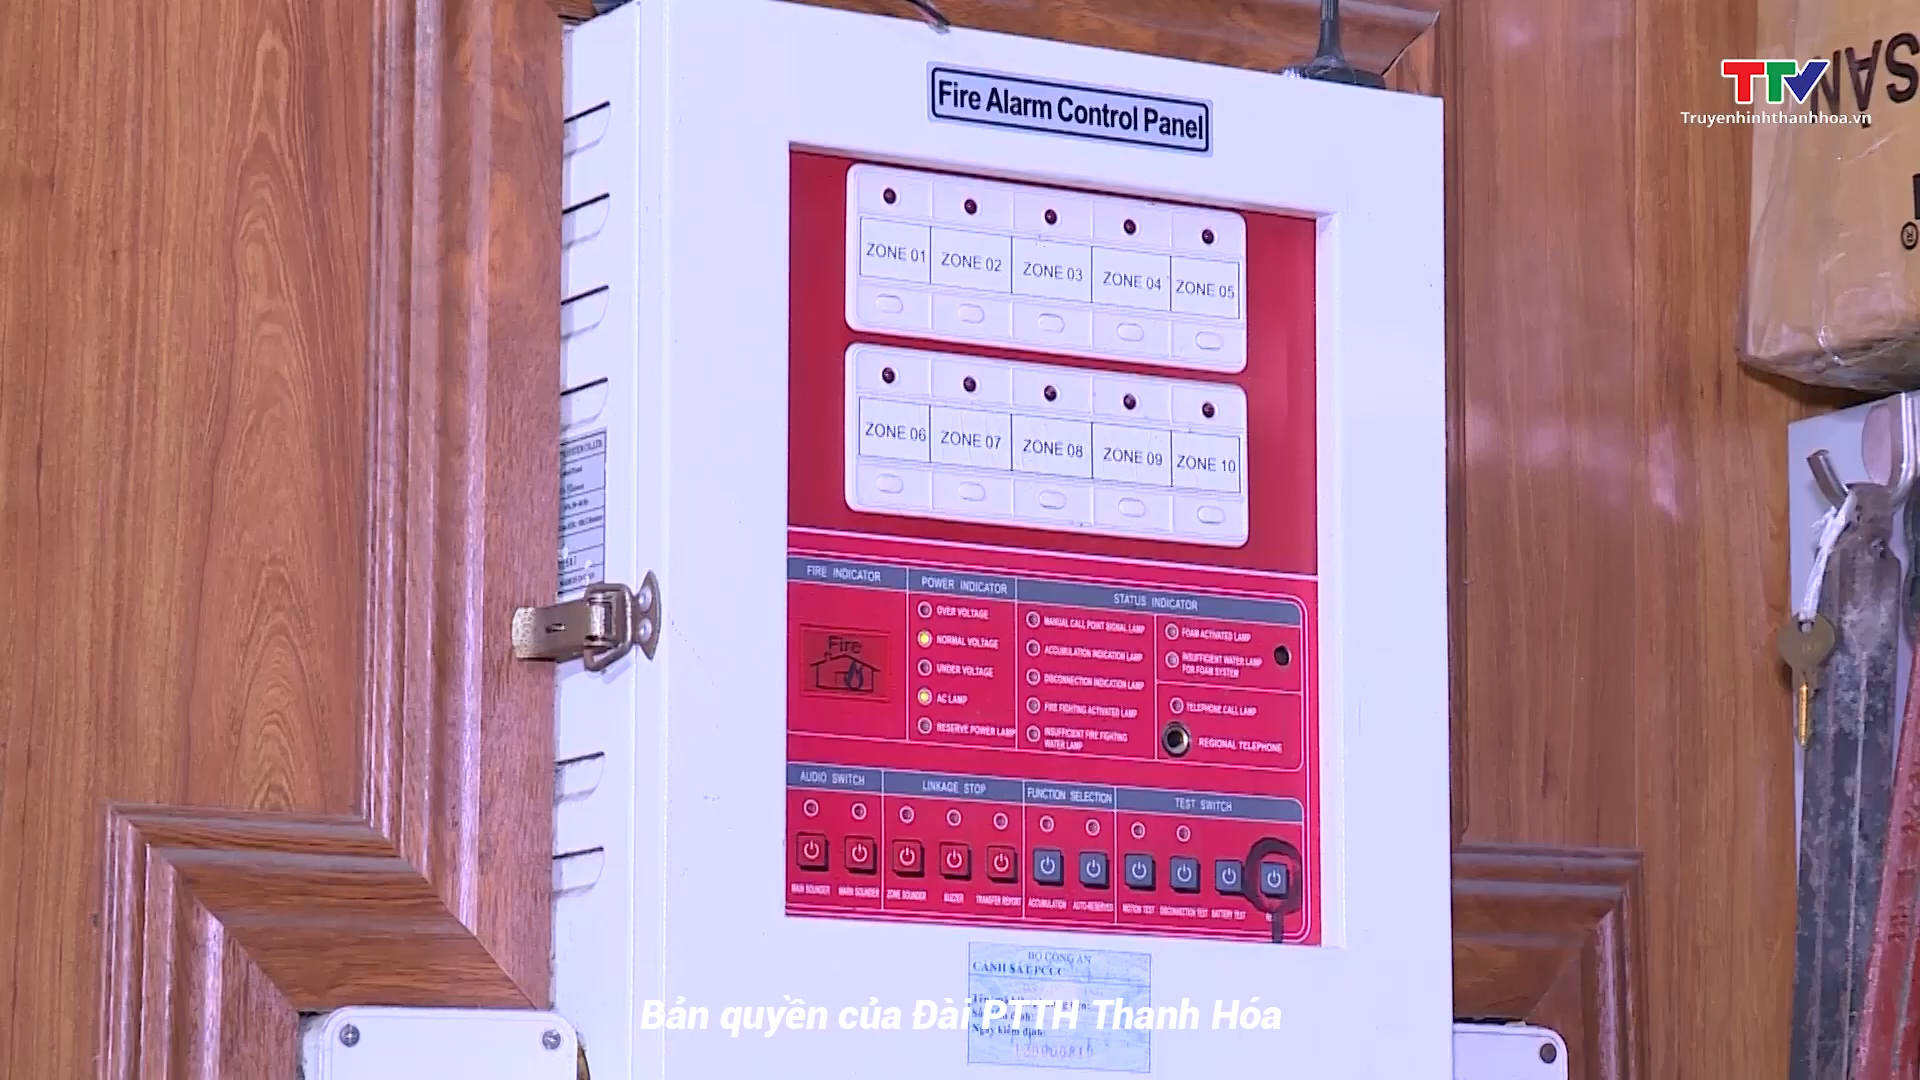 TTV
Truyenhinhthanhhoa.vn
SAN
®
Fire Alarm Control Panel
ZONE 01
ZONE 02
ZONE 03
ZONE 04
ZONE 05
ZONE 06
ZONE 07
ZONE 08
ZONE 09
ZONE 10
FIRE INDICATOR
Fire
POWER INDICATOR
OVER VOLTAGE
NORMAL VOLTAGE
UNDER VOLTAGE
AC LAMP
RESERVE POWER LAMP
STATUS INDICATOR
MANUAL CALL POINT SIGNAL LAMP
ACCUMULATION INDICATION LAMP
DISCONNECTION INDICATION LAMP
FIRE FIGHTING ACTIVATED LAMP
INSUFFICIENT FIRE FIGHTING
WATER LAMP
FOAM ACTIVATED LAMP
INSUFFICIENT WATER LAMP
FOR FOAM SYSTEM
TELEPHONE CALL LAMP
REGIONAL TELEPHONE
AUDIO SWITCH
MAIN SOUNDER
WARN SOUNDER
LINKAGE STOP
ZONE SOUNDER
BUZZER
TRANSFER REPORT
FUNCTION SELECTION
ACCUMULATION
AUTO-RESERVED
TEST SWITCH
MOTION TEST
DISCONNECTION TEST
BATTERY TEST
BỘ CÔNG AN
CẢNH SÁT PCCC
Ngày kiểm định:
Bản quyền của Đài PTTH Thanh Hóa